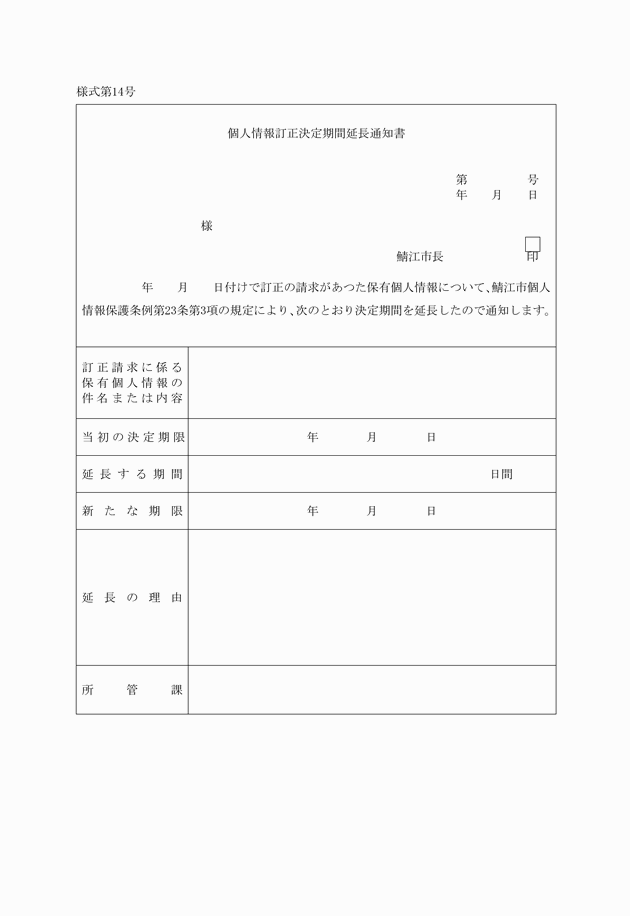 様式第14号
個人情報訂正決定期間延長通知書
第　　　　　号
年　　月　　日
様
鯖江市長　　　　　　　印
年　　月　　日付けで訂正の請求があつた保有個人情報について、鯖江市個人
情報保護条例第23条第3項の規定により、次のとおり決定期間を延長したので通知します。
訂正請求に係る
保有個人情報の
件名または内容
当初の決定期限　　　　年　　　　月　　　　日
延長する期間　　　　日間
新たな期限　　　　年　　　　月　　　　日
延長の理由
所管課